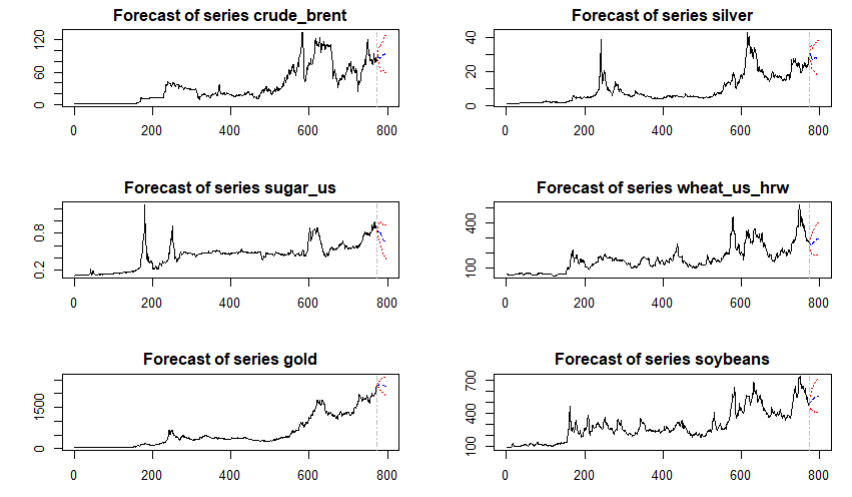 Forecast of series crude_brent
0 60 120
0 200 400 600 800
Forecast of series silver
0 20 40
0 200 400 600 800
Forecast of series sugar_us
0.2 0.8
0 200 400 600 800
Forecast of series wheat_us_hrw
100 400
0 200 400 600 800
Forecast of series gold
0 1500
0 200 400 600 800
Forecast of series soybeans
100 400 700
0 200 400 600 800